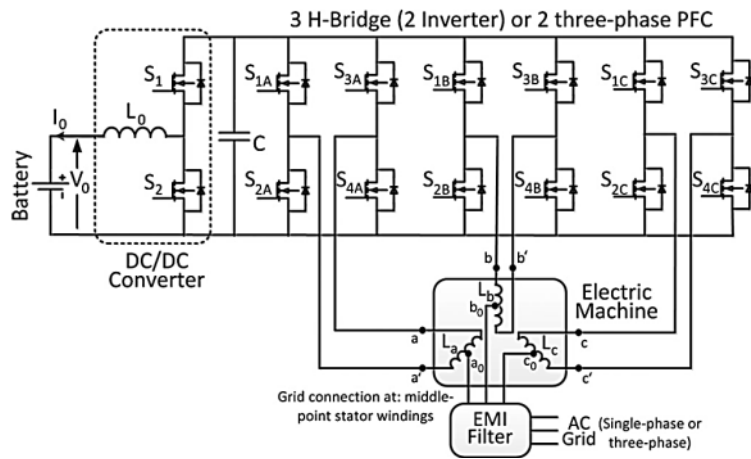 3 H-Bridge (2 Inverter) or 2 three-phase PFC
S1
S1A
S3A
S1B
S3B
S1C
S3C
I0
L0
Battery
+
-
V0
C
S2
S2A
S4A
S2B
S4B
S2C
S4C
DC/DC
Converter
b
b'
Lb
b0
Electric
Machine
a
La
a0
a'
Lc
c0
c
c'
Grid connection at: middle-
point stator windings
EMI
Filter
AC (Single-phase or
Grid three-phase)